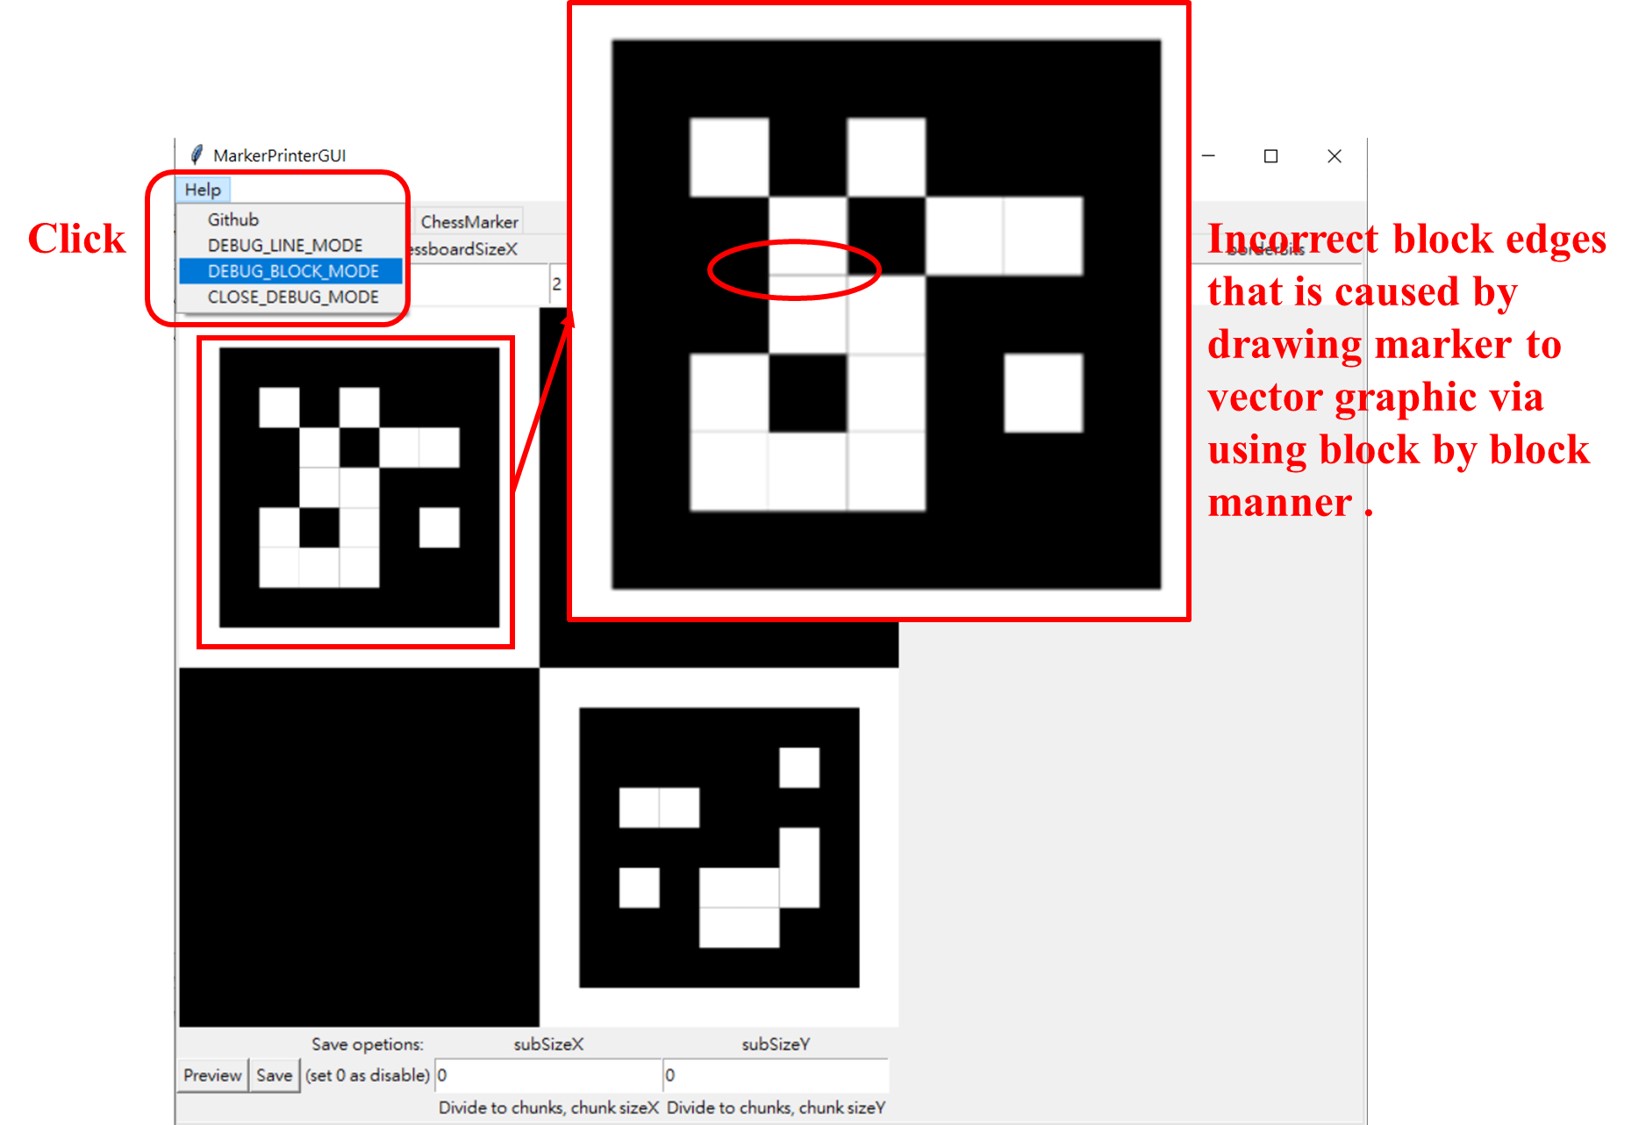 MarkerPrinterGUI
Help
Click
Github
DEBUG_LINE_MODE
DEBUG_BLOCK_MODE
CLOSE_DEBUG_MODE
ChessMarker
essboardSizeX
2
borderBits
Incorrect block edges
that is caused by
drawing marker to
vector graphic via
using block by block
manner .
Save opetions:
subSizeX
subSizeY
Preview
Save
(set 0 as disable)
0
0
Divide to chunks, chunk sizeX
Divide to chunks, chunk sizeY